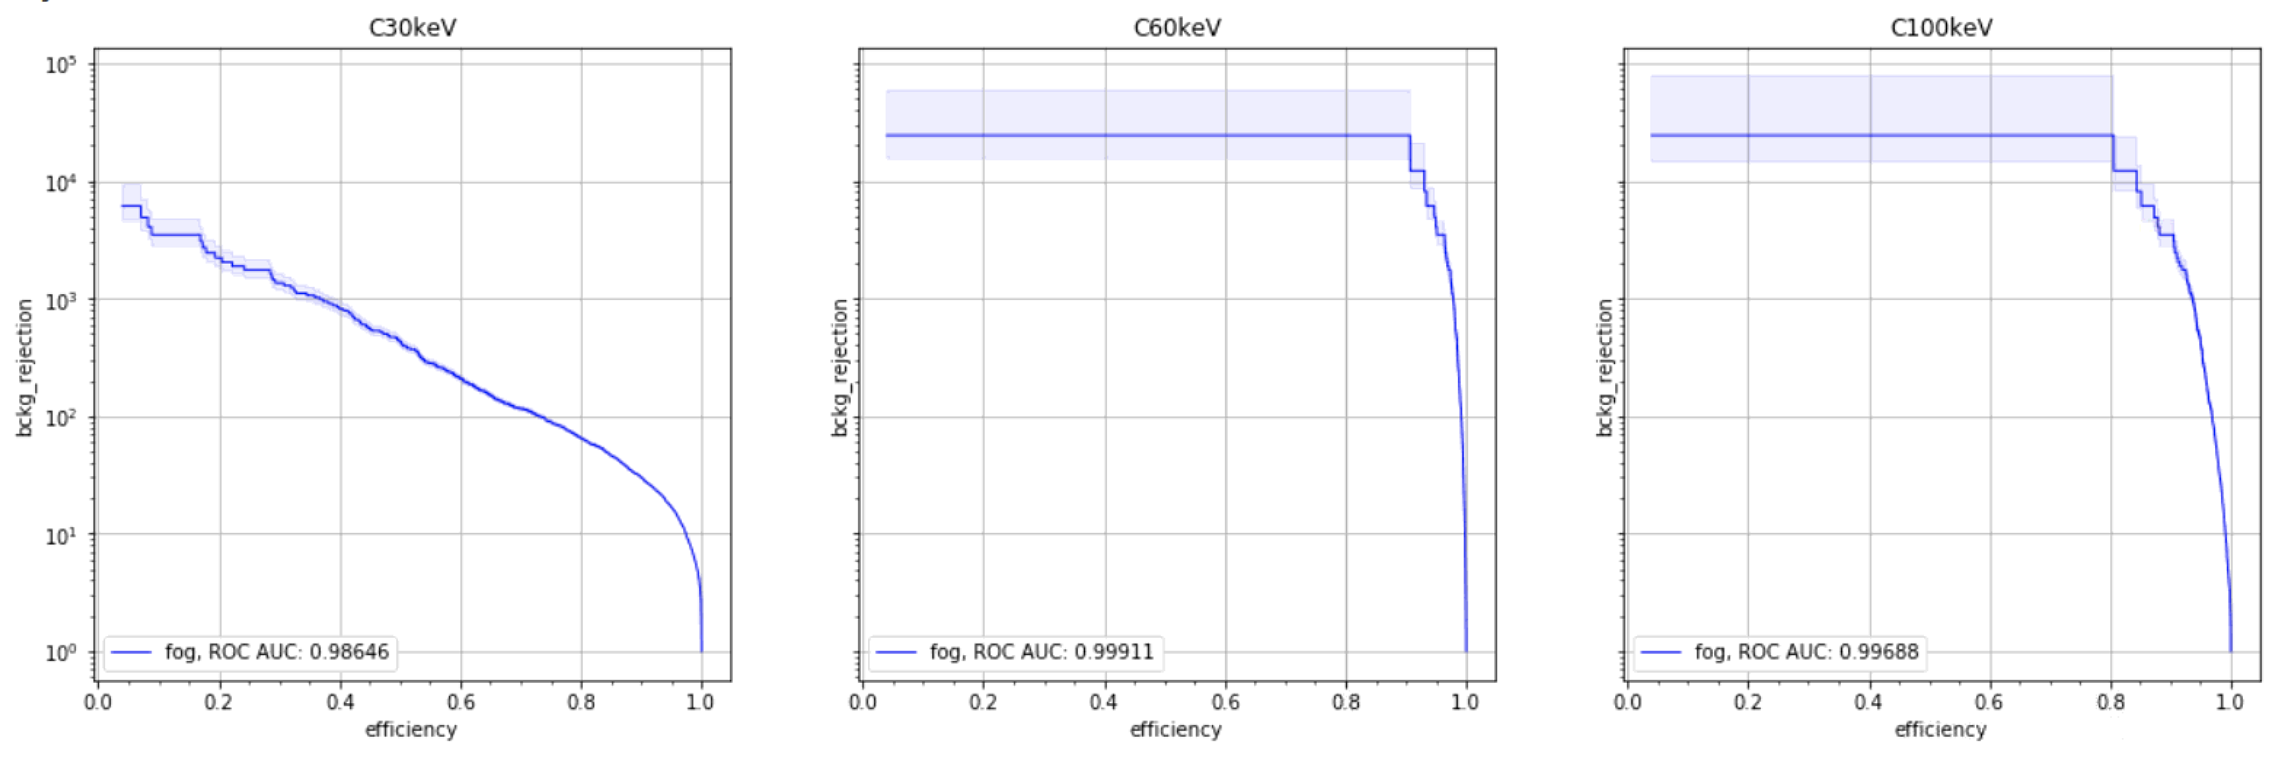 C30keV
C60keV
C100keV
10⁵
10⁴
10³
10²
10¹
10⁰
bckg_rejection
bckg_rejection
bckg_rejection
fog, ROC AUC: 0.98646
fog, ROC AUC: 0.99911
fog, ROC AUC: 0.99688
0.0 0.2 0.4 0.6 0.8 1.0
0.0 0.2 0.4 0.6 0.8 1.0
0.0 0.2 0.4 0.6 0.8 1.0
efficiency
efficiency
efficiency